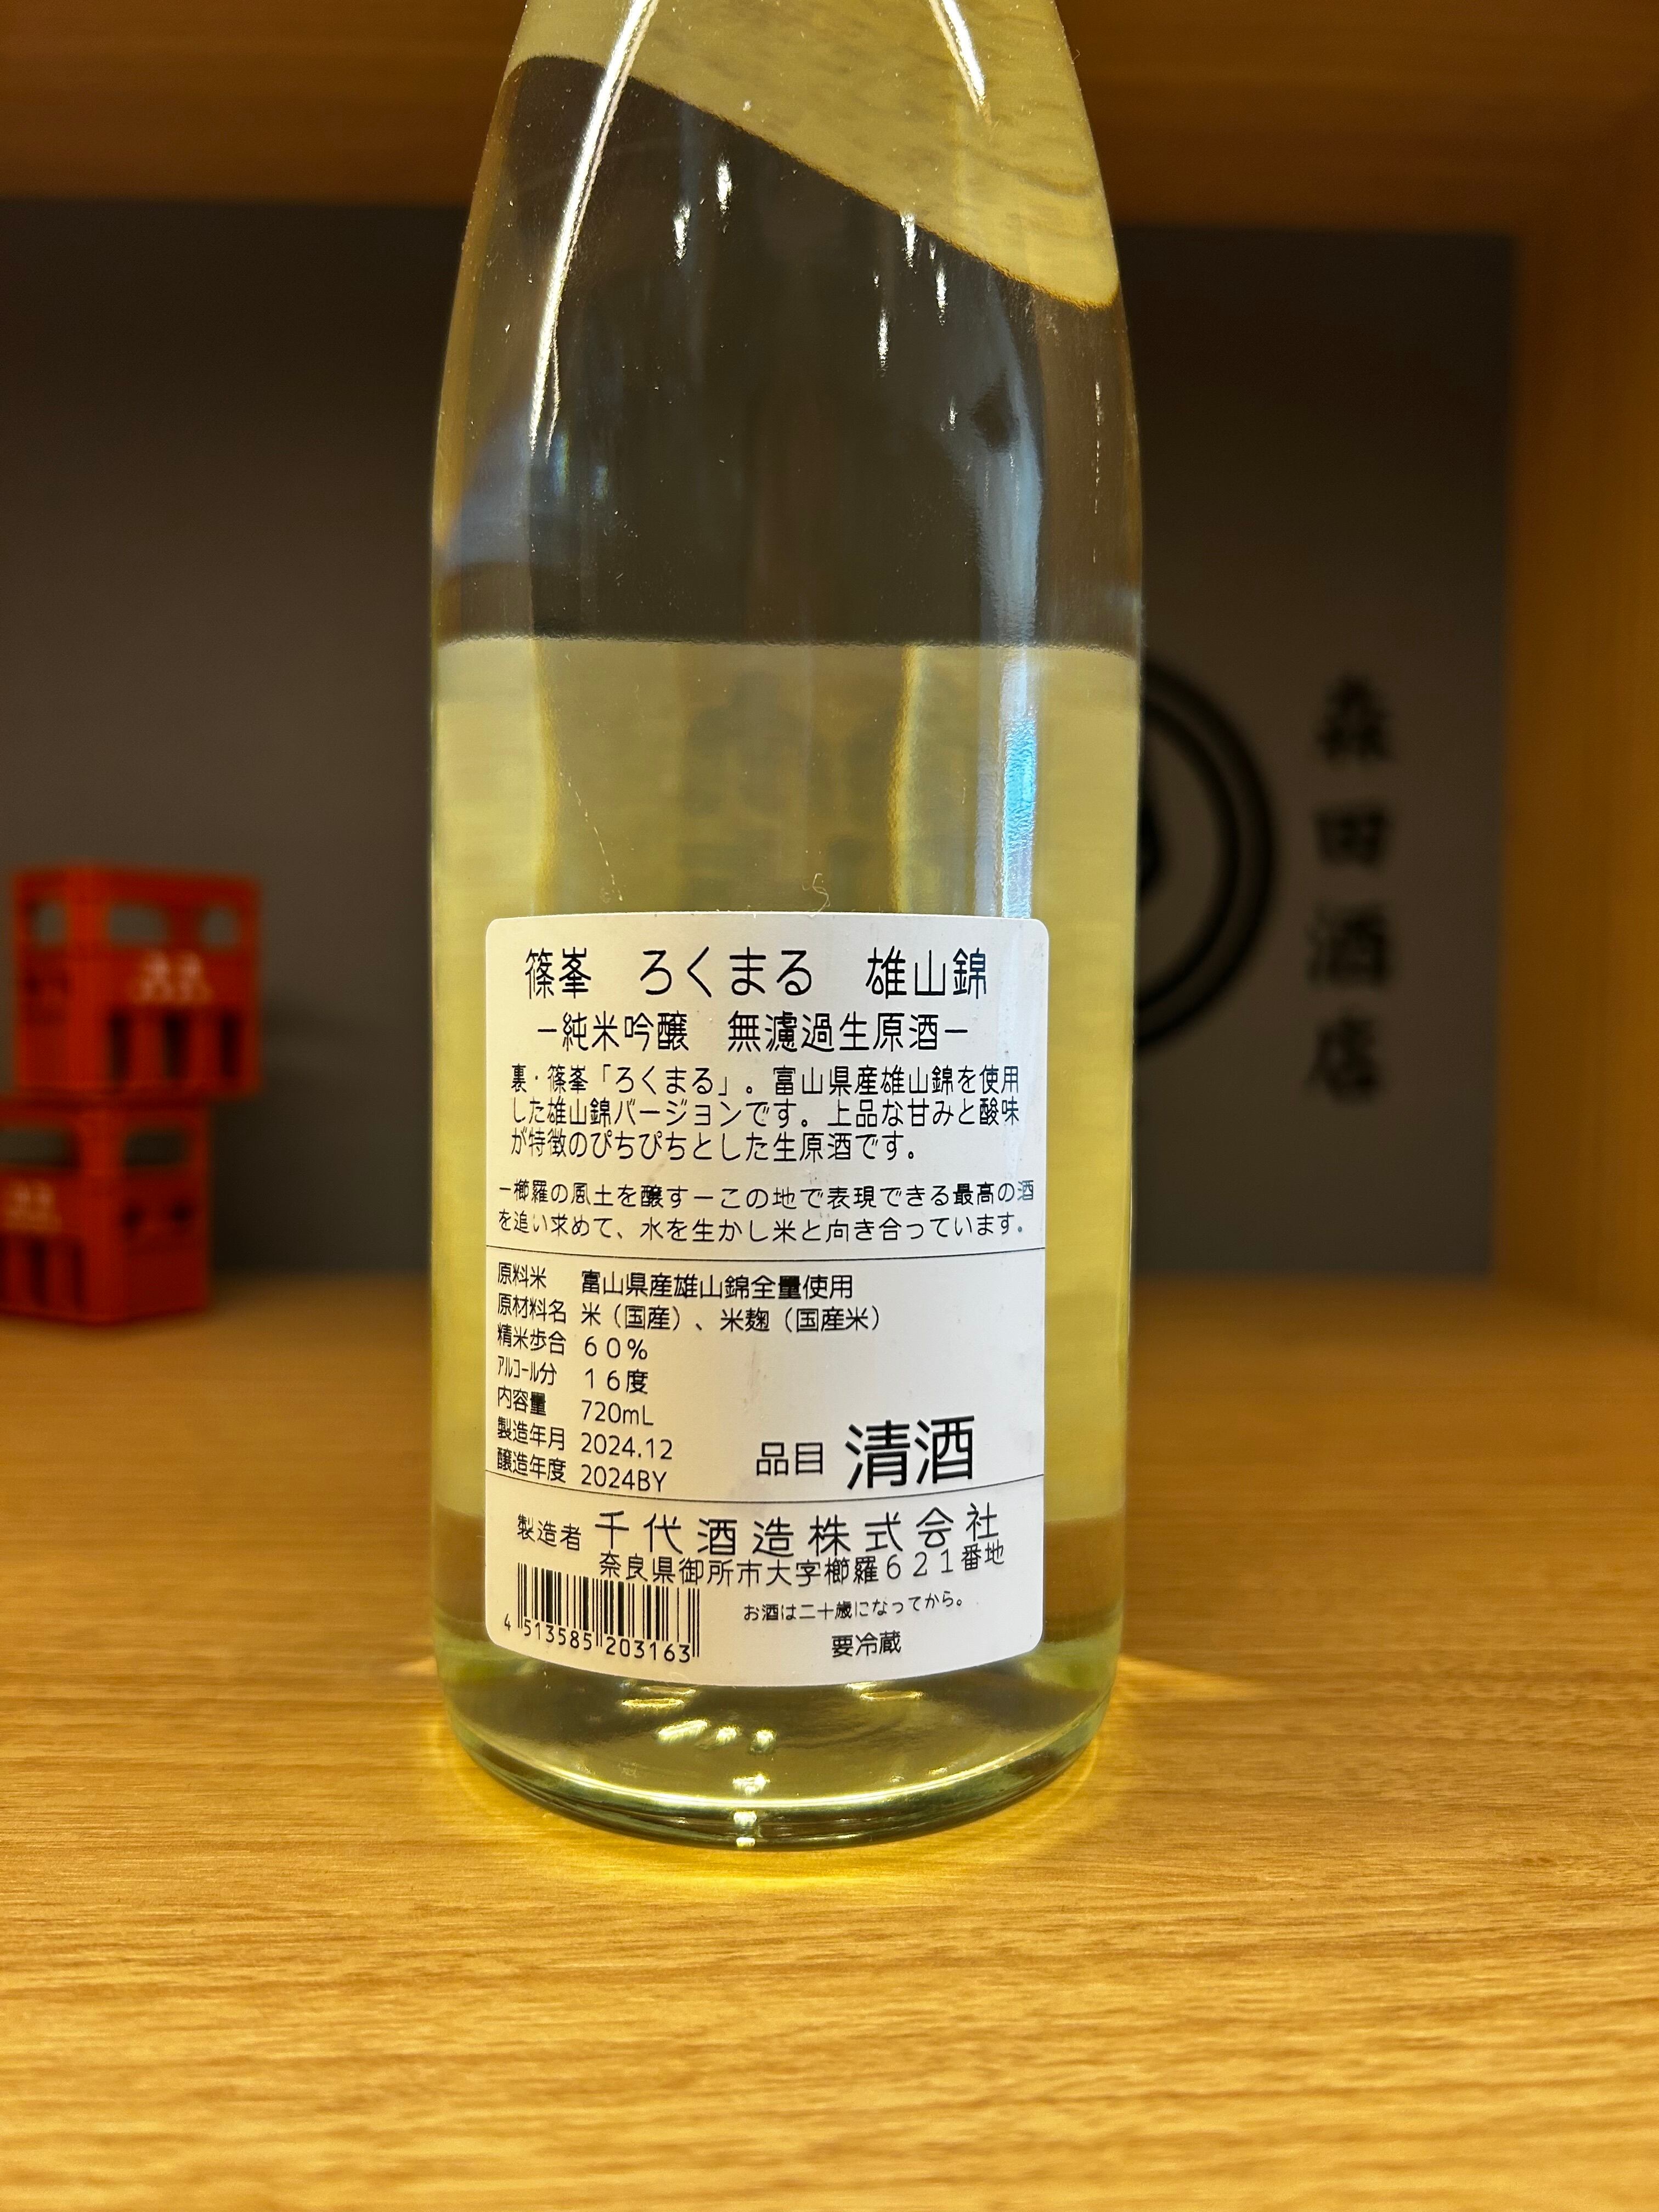 篠峯　ろくまる　雄山錦
ー純米吟醸　無濾過生原酒ー
裏・篠峯「ろくまる」。富山県産雄山錦を使用
した雄山錦バージョンです。上品な甘みと酸味
が特徴のぴちぴちとした生原酒です。
ー櫛羅の風土を醸すーこの地で表現できる最高の酒
を追い求めて、水を生かし米と向き合っています。
原料米　富山県産雄山錦全量使用
原材料名　米（国産）、米麹（国産米）
精米歩合　６０％
ｱﾙｺｰﾙ分　１６度
内容量　720mL
製造年月　2024.12
醸造年度　2024BY
品目　清酒
製造者　千代酒造株式会社
奈良県御所市大字櫛羅６２１番地
お酒は二十歳になってから。
要冷蔵
4 513585 203163
森田酒店